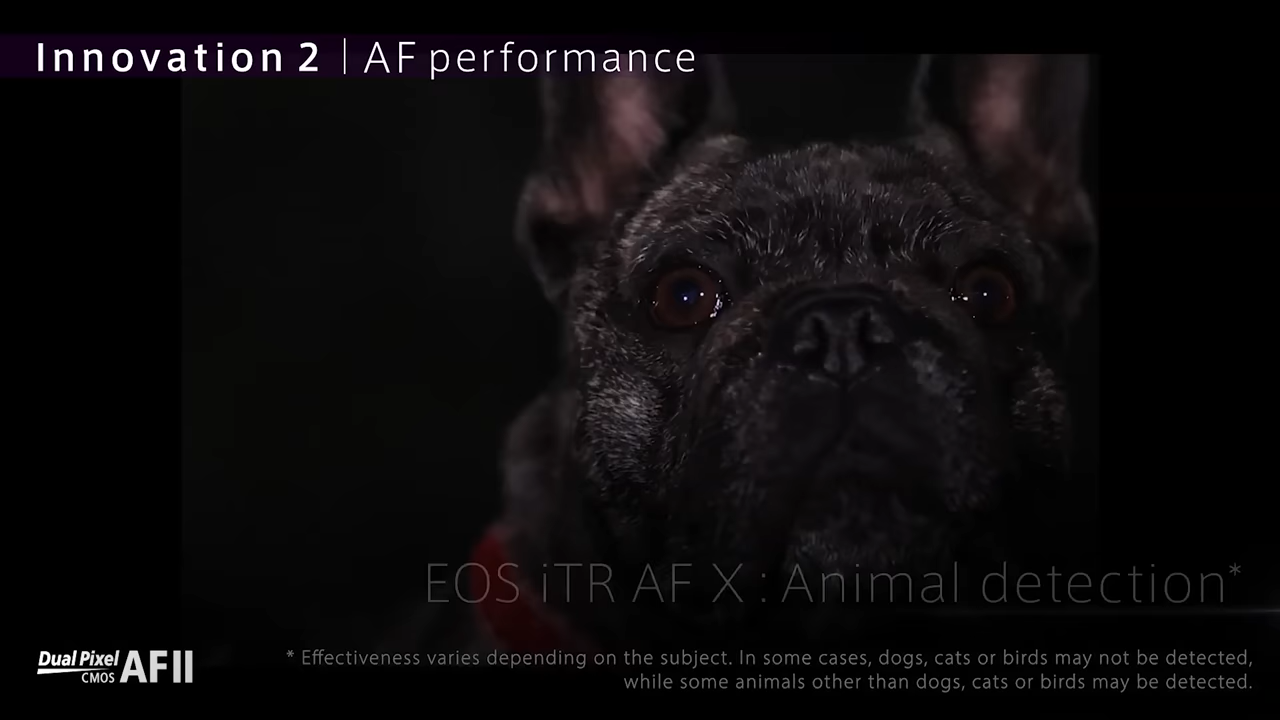 Innovation 2 | AF performance
EOS iTR AF X : Animal detection*
Dual Pixel
CMOS AF II
* Effectiveness varies depending on the subject. In some cases, dogs, cats or birds may not be detected,
while some animals other than dogs, cats or birds may be detected.